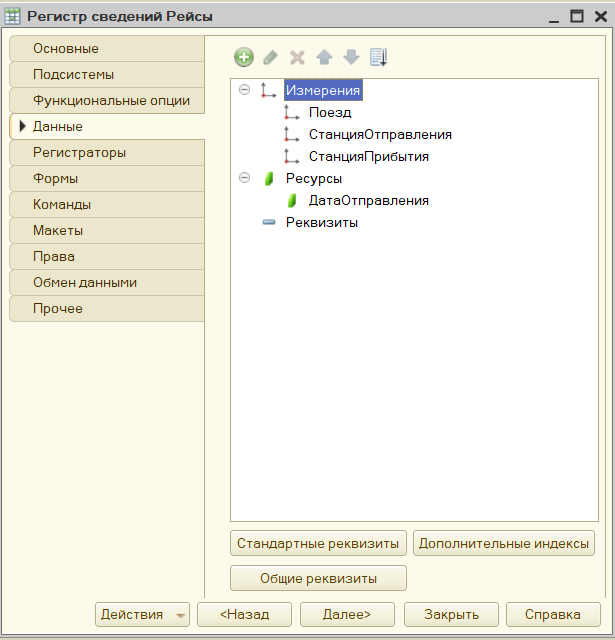 Регистр сведений Рейсы
Основные
Подсистемы
Функциональные опции
Данные
Регистраторы
Формы
Команды
Макеты
Права
Обмен данными
Прочее
Измерения
Поезд
СтанцияОтправления
СтанцияПрибытия
Ресурсы
ДатаОтправления
Реквизиты
Стандартные реквизиты Дополнительные индексы
Общие реквизиты
Действия <Назад Далее> Закрыть Справка